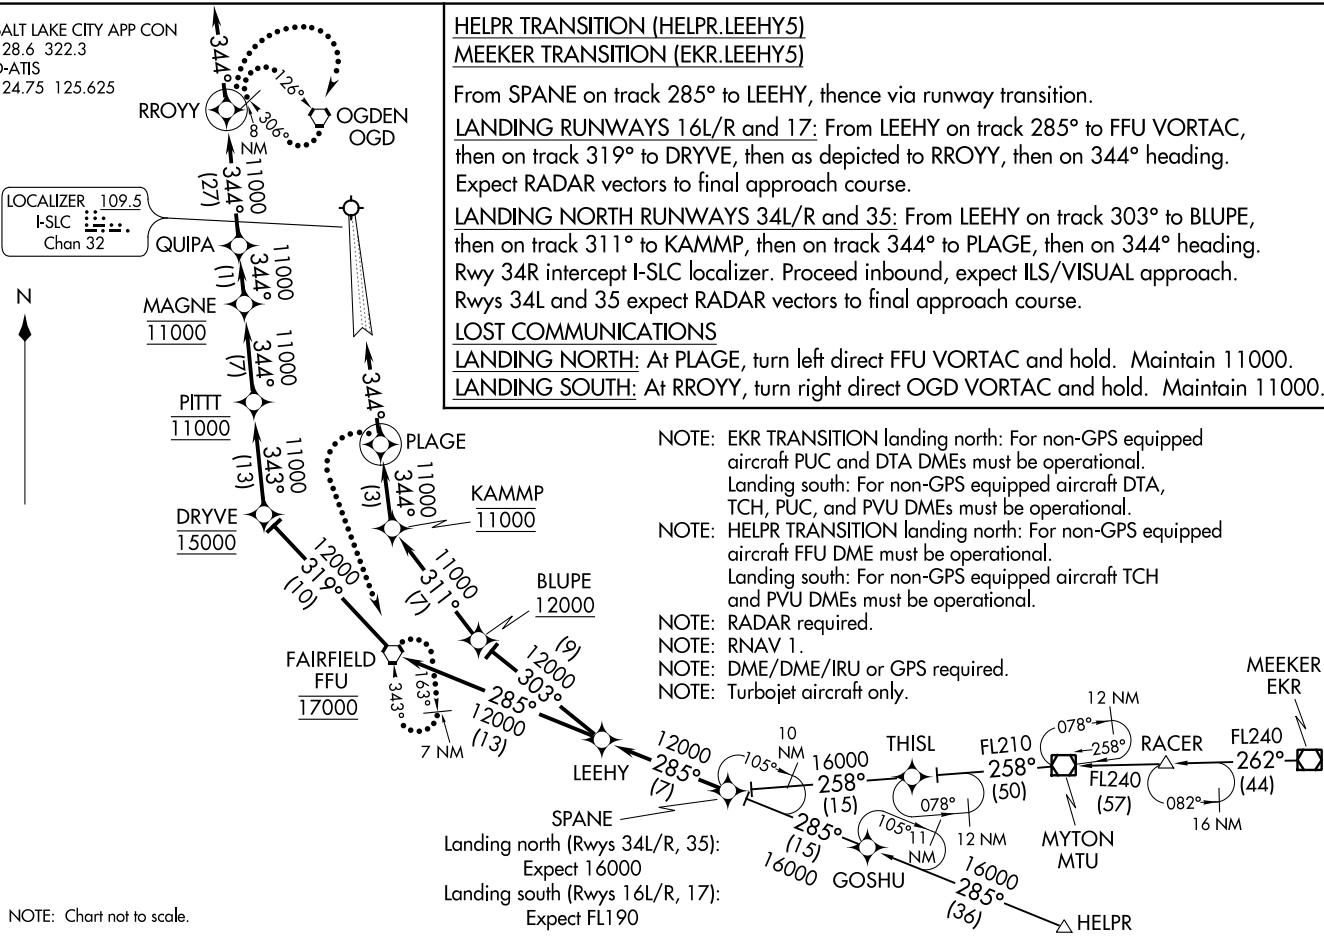 SALT LAKE CITY APP CON
28.6 322.3
D-ATIS
24.75 125.625
HELPR TRANSITION (HELPR.LEEHY5)
MEEKER TRANSITION (EKR.LEEHY5)
From SPANE on track 285° to LEEHY, thence via runway transition.
LANDING RUNWAYS 16L/R and 17: From LEEHY on track 285° to FFU VORTAC,
then on track 319° to DRYVE, then as depicted to RROYY, then on 344° heading.
Expect RADAR vectors to final approach course.
LANDING NORTH RUNWAYS 34L/R and 35: From LEEHY on track 303° to BLUPE,
then on track 311° to KAMMP, then on track 344° to PLAGE, then on 344° heading.
Rwy 34R intercept I-SLC localizer. Proceed inbound, expect ILS/VISUAL approach.
Rwys 34L and 35 expect RADAR vectors to final approach course.
LOST COMMUNICATIONS
LANDING NORTH: At PLAGE, turn left direct FFU VORTAC and hold. Maintain 11000.
LANDING SOUTH: At RROYY, turn right direct OGD VORTAC and hold. Maintain 11000.
344°
RROYY
126°
306°
8
NM
OGDEN
OGD
11000
344°
(27)
LOCALIZER 109.5
I-SLC
Chan 32
QUIPA
11000
344°
(1)
N
MAGNE
11000
11000
344°
(7)
PITTT
11000
11000
343°
(13)
DRYVE
15000
344°
PLAGE
11000
344°
(3)
KAMMP
11000
12000
319°
(10)
11000
311°
(7)
BLUPE
12000
FAIRFIELD
FFU
17000
343°
163°
7 NM
(9)
12000
303°
285°
12000
(13)
LEEHY
NOTE: EKR TRANSITION landing north: For non-GPS equipped
aircraft PUC and DTA DMEs must be operational.
Landing south: For non-GPS equipped aircraft DTA,
TCH, PUC, and PVU DMEs must be operational.
NOTE: HELPR TRANSITION landing north: For non-GPS equipped
aircraft FFU DME must be operational.
Landing south: For non-GPS equipped aircraft TCH
and PVU DMEs must be operational.
NOTE: RADAR required.
NOTE: RNAV 1.
NOTE: DME/DME/IRU or GPS required.
NOTE: Turbojet aircraft only.
12000
285°
(7)
105°
10
NM
16000
258°
(15)
THISL
078°
12 NM
FL210
258°
(50)
078°
258°
12 NM
MYTON
MTU
RACER
FL240
(57)
082°
16 NM
FL240
262°
(44)
MEEKER
EKR
SPANE
Landing north (Rwys 34L/R, 35):
Expect 16000
Landing south (Rwys 16L/R, 17):
Expect FL190
285°
(15)
16000
105°
11
NM
GOSHU
16000
285°
(36)
HELPR
NOTE: Chart not to scale.